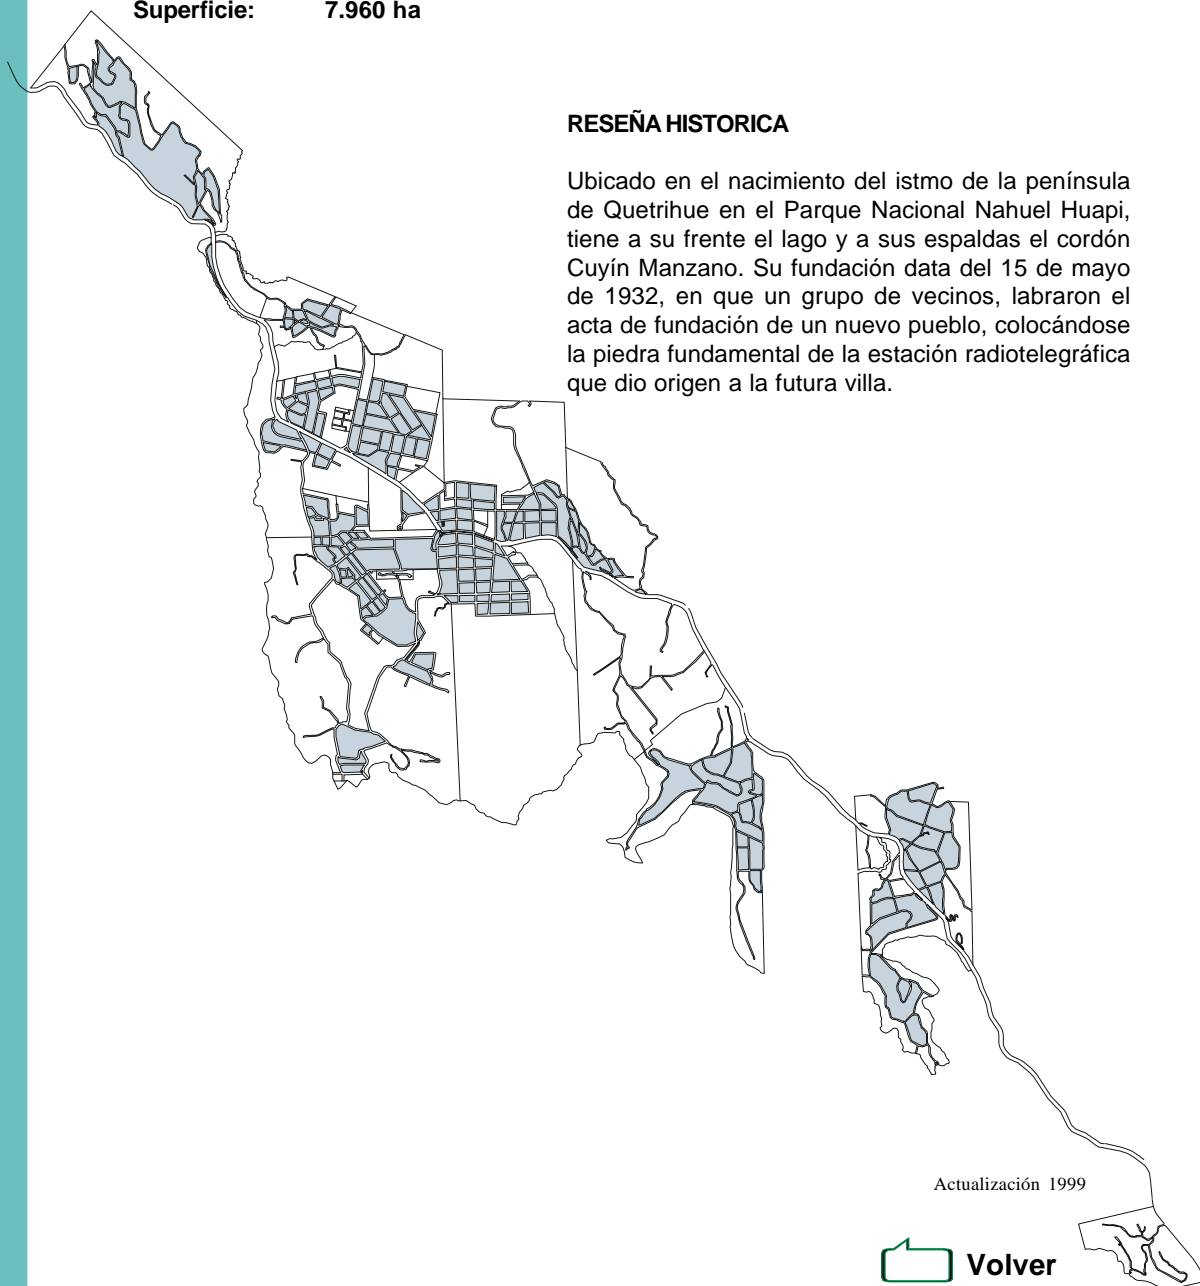 Superficie: 7.960 ha
RESEÑA HISTORICA
Ubicado en el nacimiento del istmo de la península
de Quetrihue en el Parque Nacional Nahuel Huapi,
tiene a su frente el lago y a sus espaldas el cordón
Cuyín Manzano. Su fundación data del 15 de mayo
de 1932, en que un grupo de vecinos, labraron el
acta de fundación de un nuevo pueblo, colocándose
la piedra fundamental de la estación radiotelegráfica
que dio origen a la futura villa.
Actualización 1999
Volver